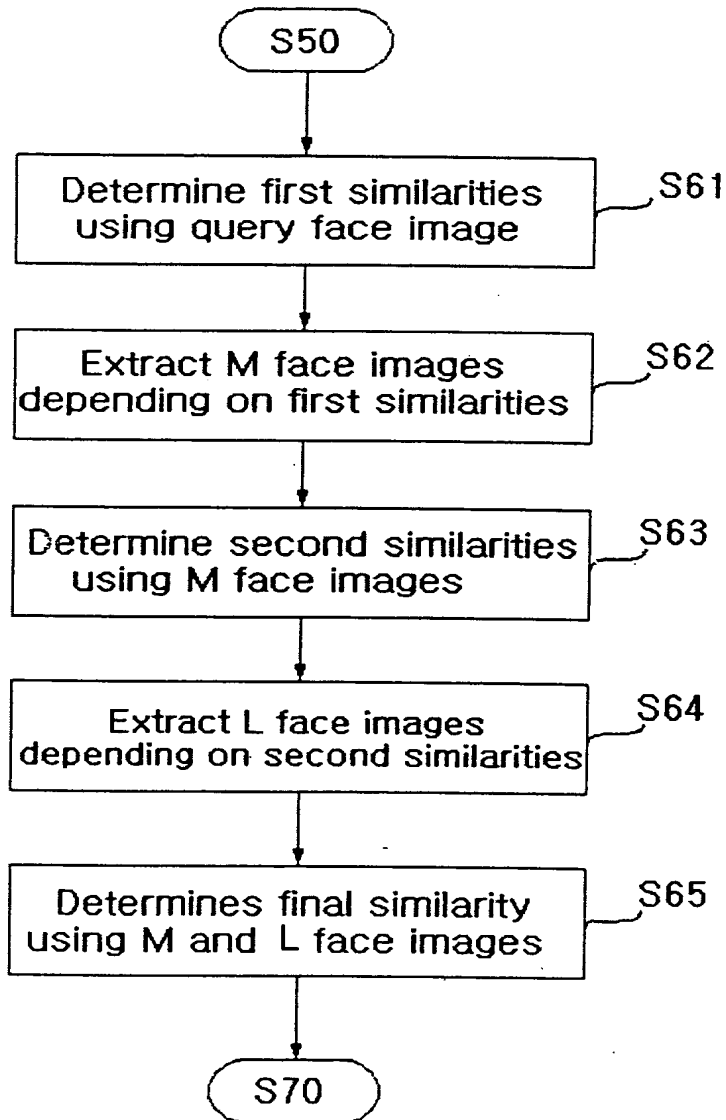 S50
Determine first similarities
using query face image
S61
Extract M face images
depending on first similarities
S62
Determine second similarities
using M face images
S63
Extract L face images
depending on second similarities
S64
Determines final similarity
using M and L face images
S65
S70